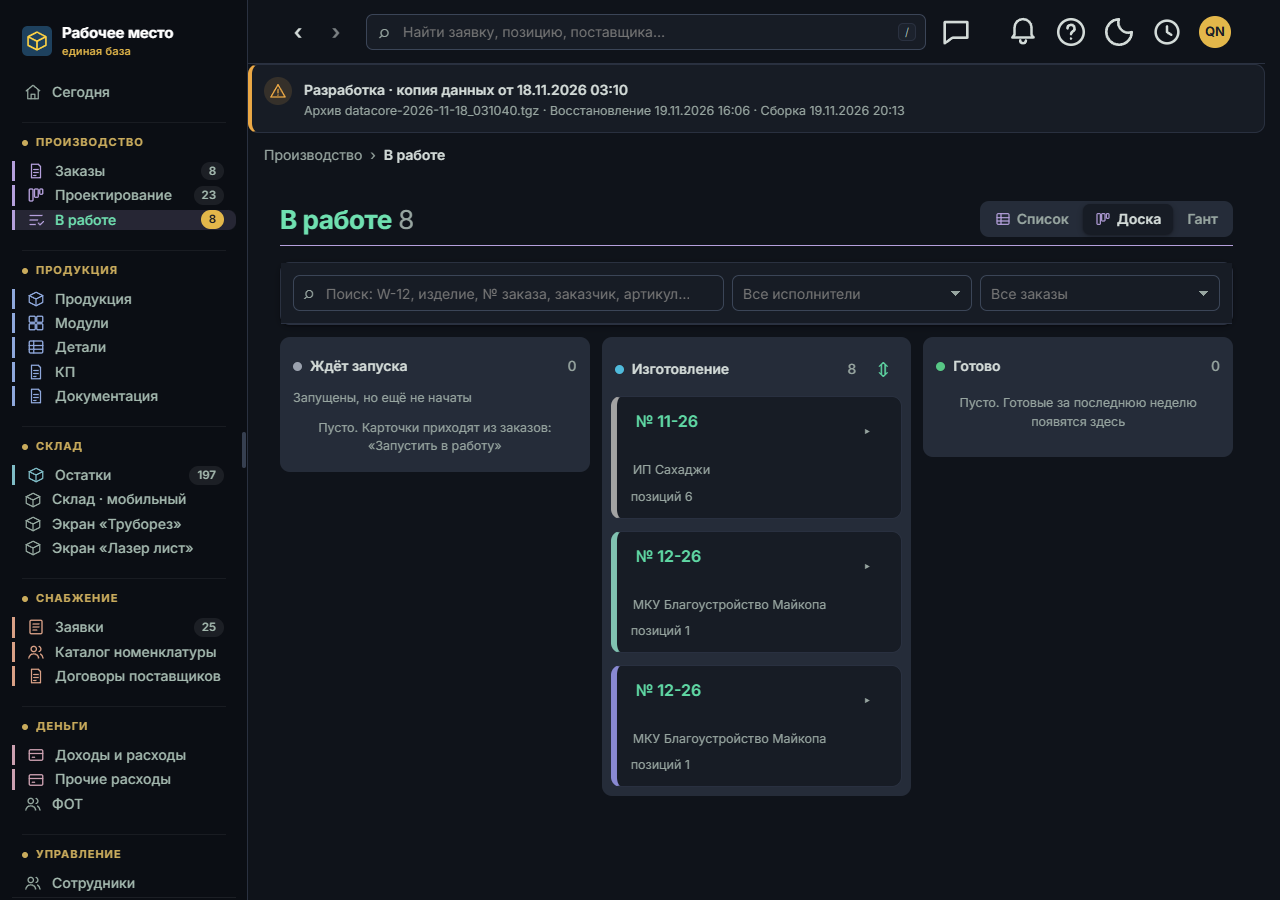 Рабочее место
единая база
Сегодня
ПРОИЗВОДСТВО
Заказы 8
Проектирование 23
В работе 8
ПРОДУКЦИЯ
Продукция
Модули
Детали
КП
Документация
СКЛАД
Остатки 197
Склад · мобильный
Экран «Труборез»
Экран «Лазер лист»
СНАБЖЕНИЕ
Заявки 25
Каталог номенклатуры
Договоры поставщиков
ДЕНЬГИ
Доходы и расходы
Прочие расходы
ФОТ
УПРАВЛЕНИЕ
Сотрудники
Найти заявку, позицию, поставщика... /
QN
Разработка · копия данных от 18.11.2026 03:10
Архив datacore-2026-11-18_031040.tgz · Восстановление 19.11.2026 16:06 · Сборка 19.11.2026 20:13
Производство › В работе
В работе 8
Список Доска Гант
Поиск: W-12, изделие, № заказа, заказчик, артикул...
Все исполнители
Все заказы
Ждёт запуска 0
Запущены, но ещё не начаты
Пусто. Карточки приходят из заказов:
«Запустить в работу»
Изготовление 8
№ 11-26
ИП Сахаджи
позиций 6
№ 12-26
МКУ Благоустройство Майкопа
позиций 1
№ 12-26
МКУ Благоустройство Майкопа
позиций 1
Готово 0
Пусто. Готовые за последнюю неделю
появятся здесь